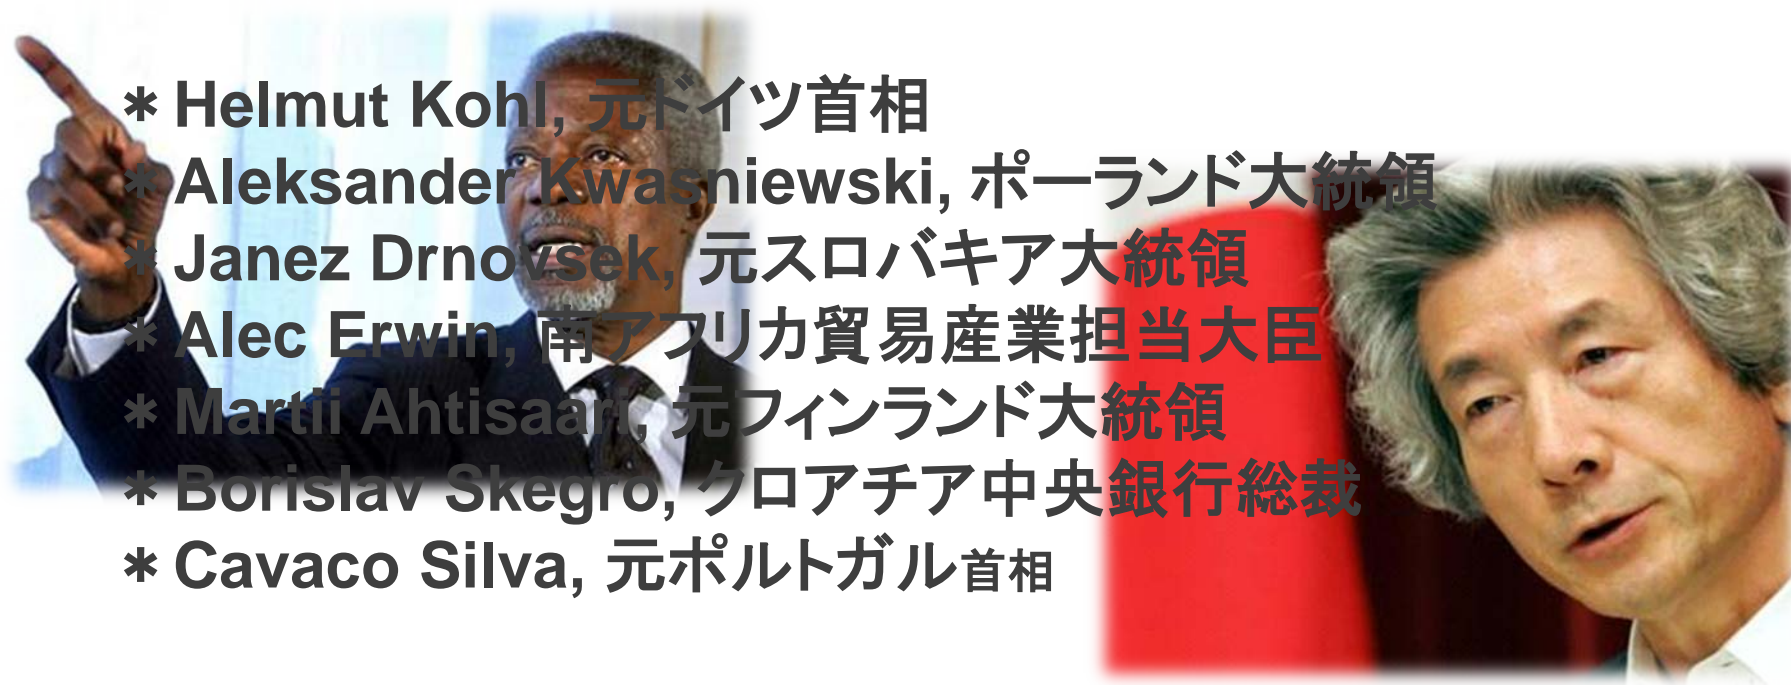 ＊Helmut Kohl, 元ドイツ首相
＊Aleksander Kwasniewski, ポーランド大統領
＊Janez Drnovsek, 元スロバキア大統領
＊Alec Erwin, 南アフリカ貿易産業担当大臣
＊Martii Ahtisaari, 元フィンランド大統領
＊Borislav Skegro, クロアチア中央銀行総裁
＊Cavaco Silva, 元ポルトガル首相